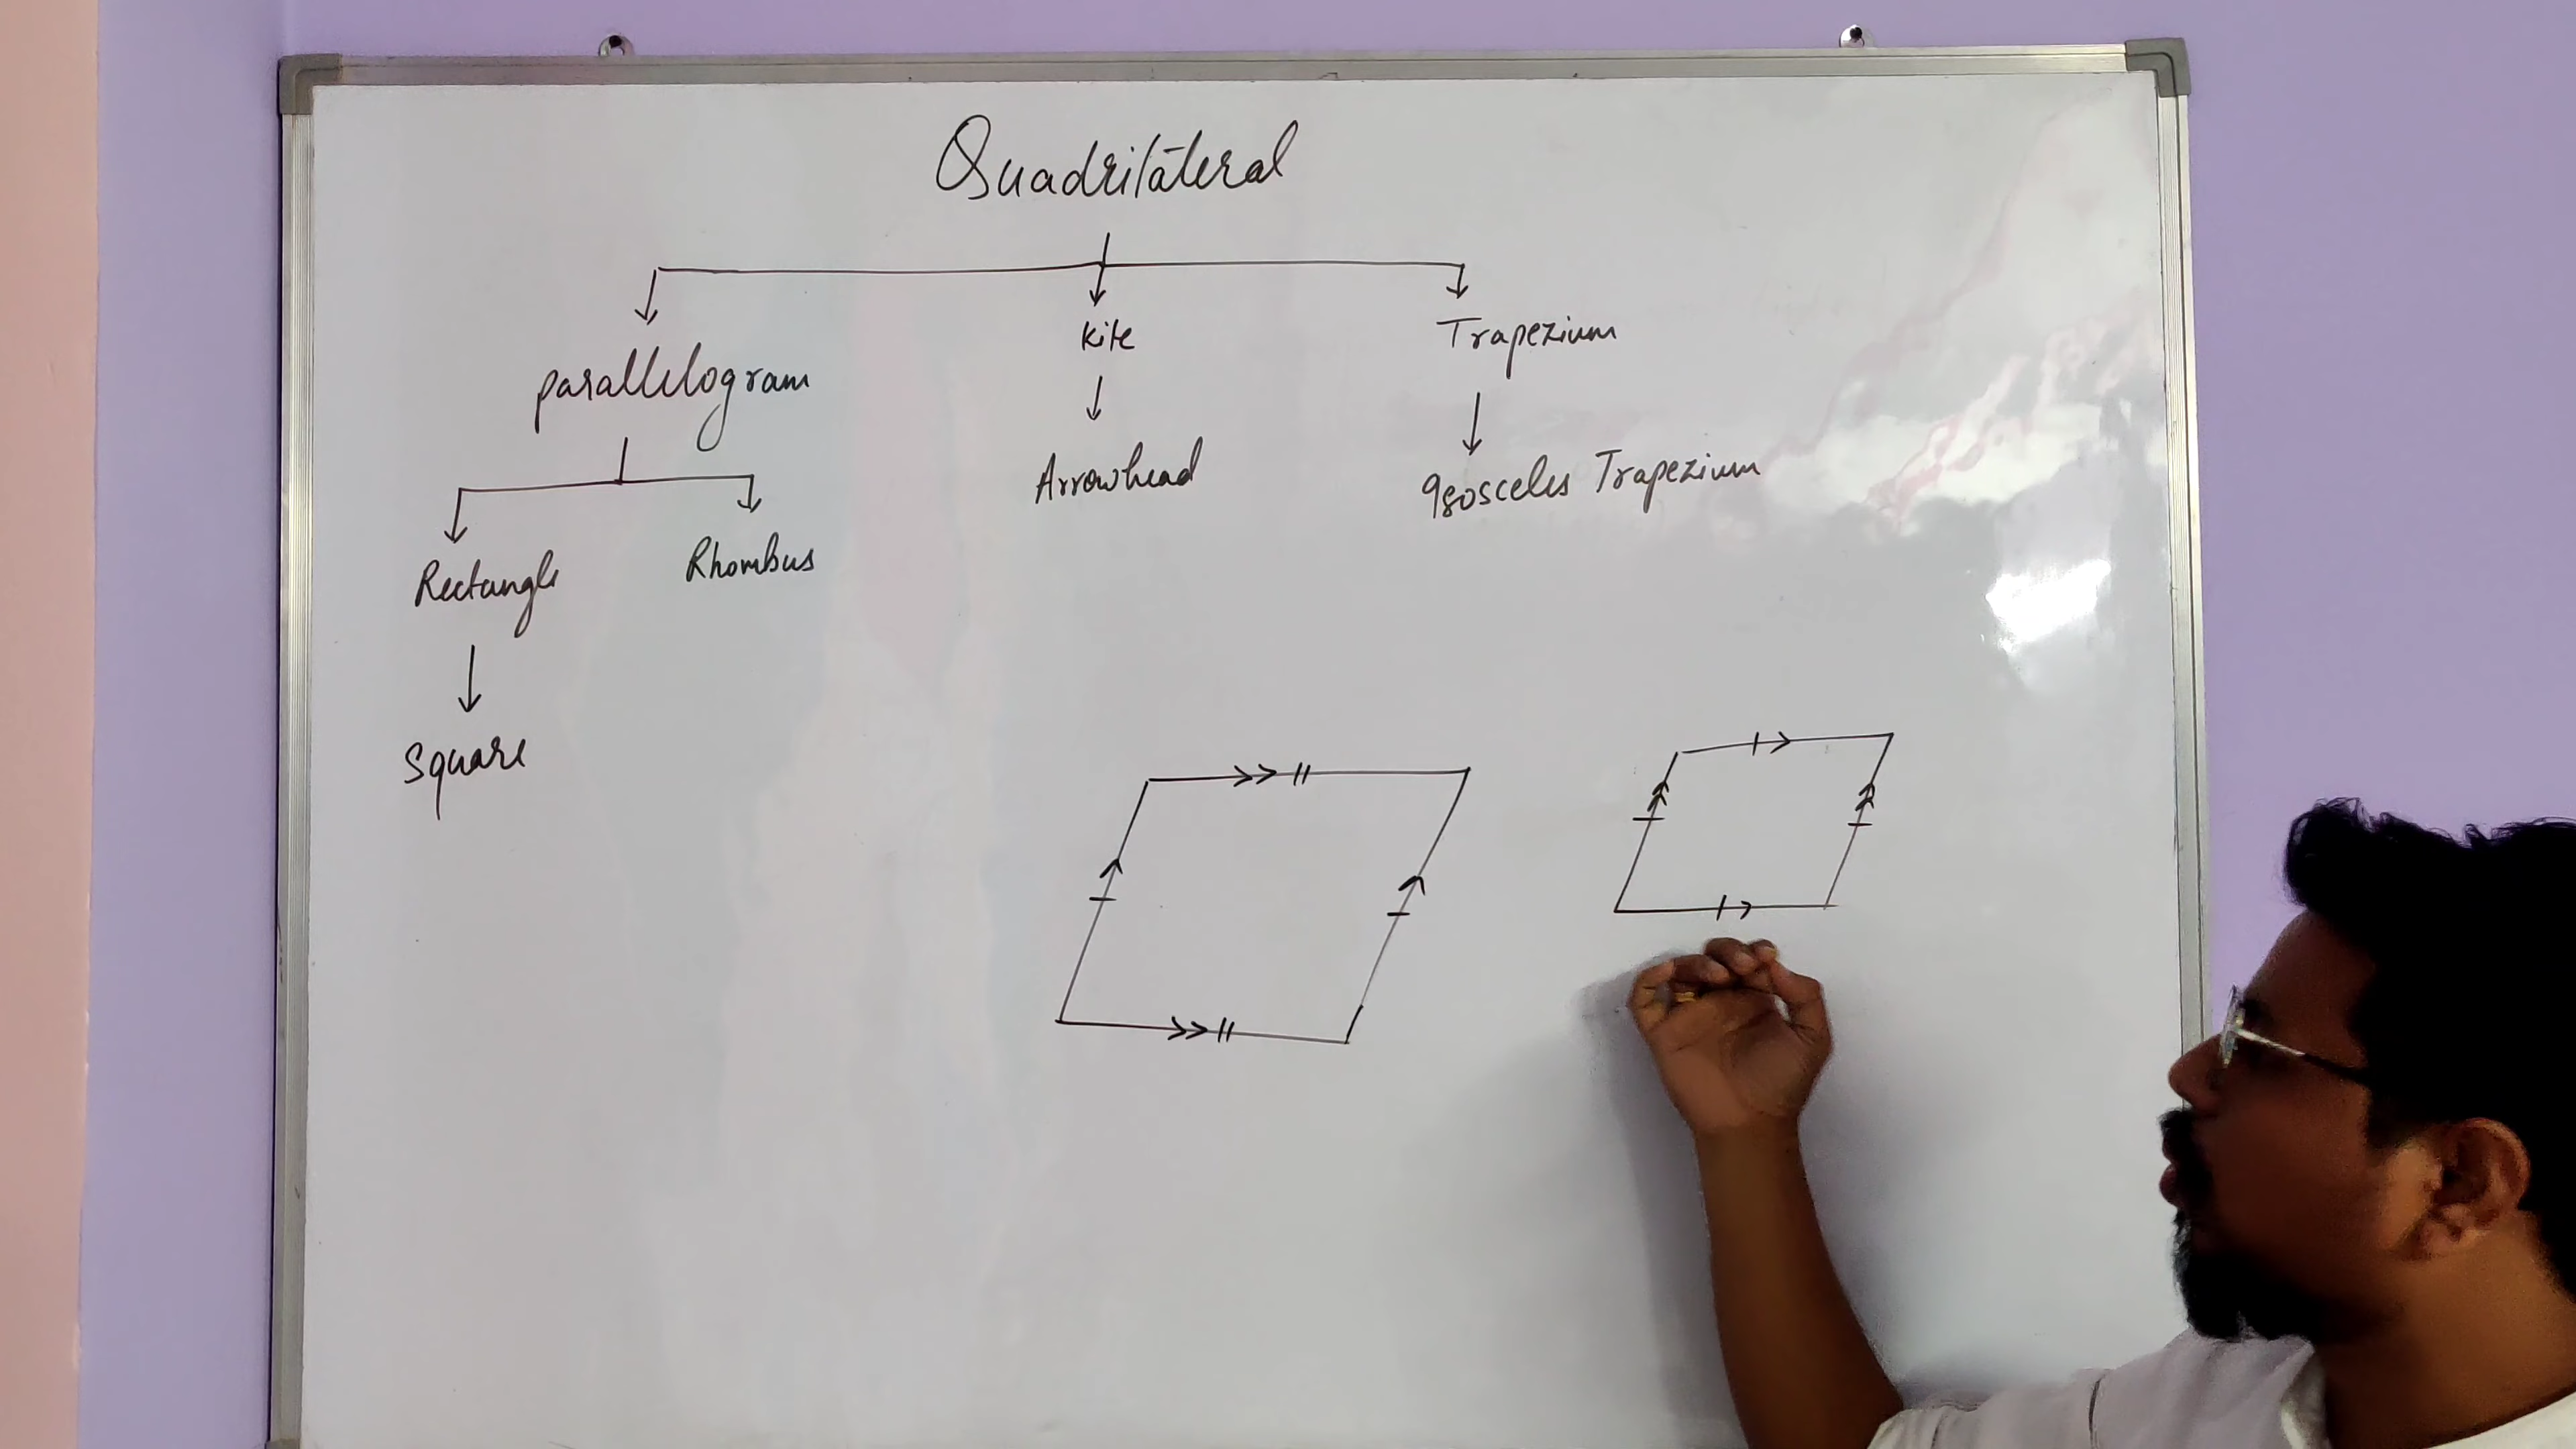 Quadrilateral
parallelogram
Kite
Trapezium
Rectangle
Rhombus
Arrowhead
Isosceles Trapezium
Square